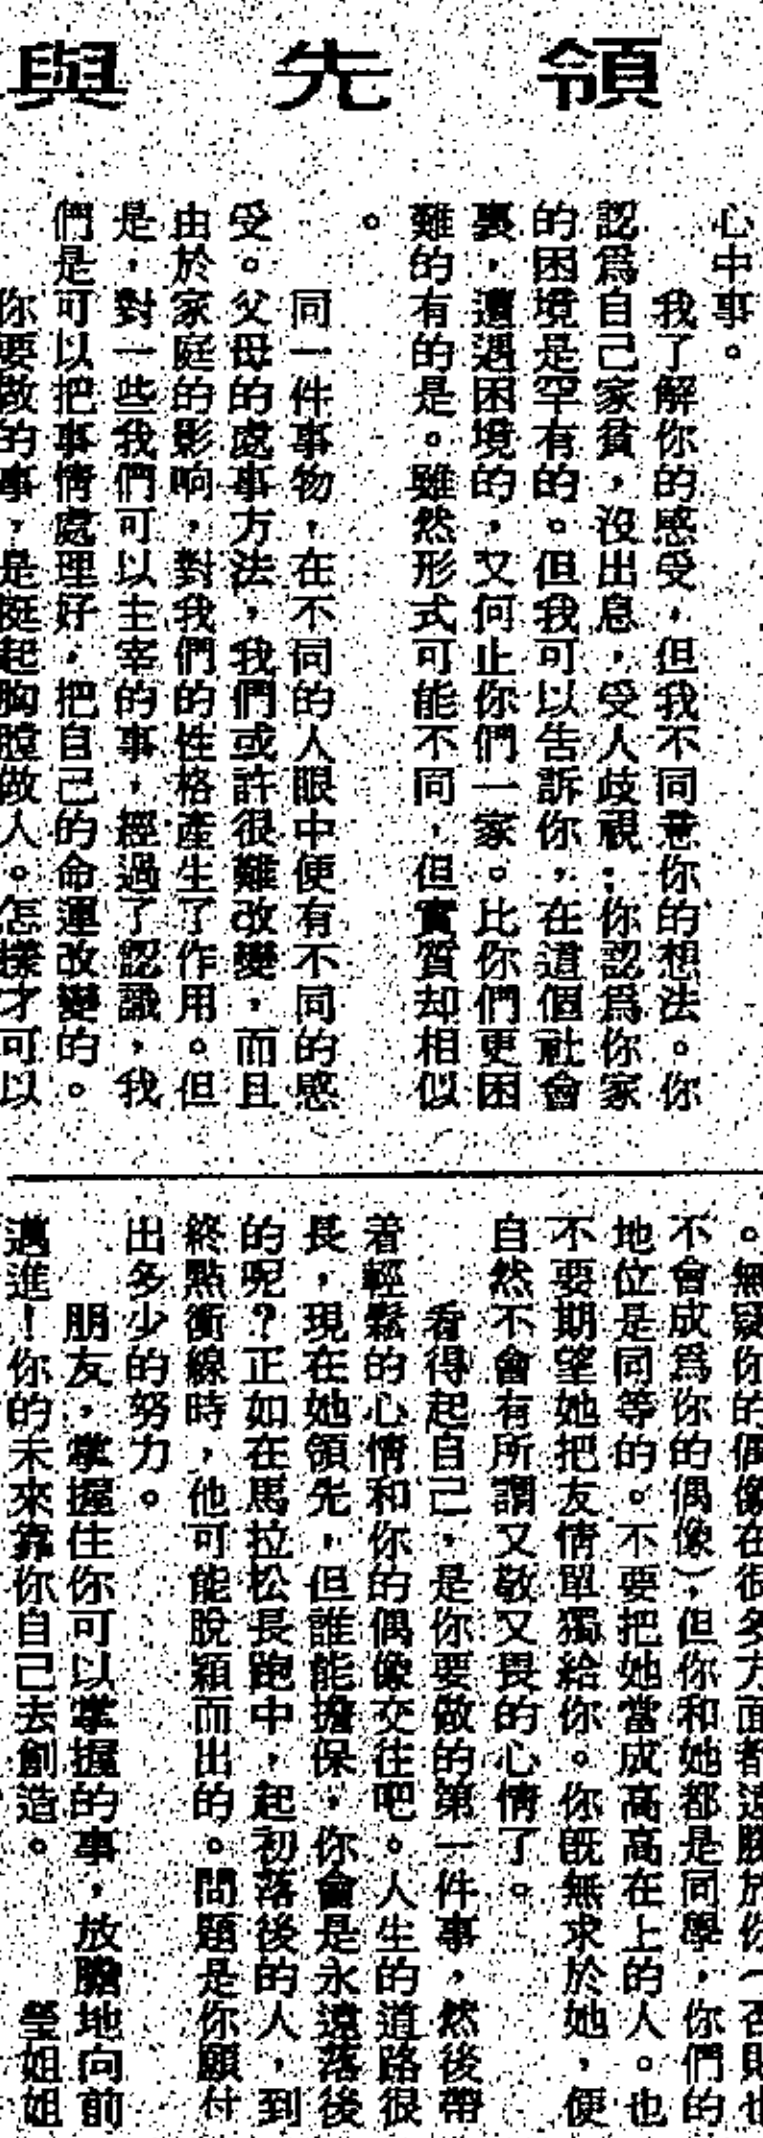 領先與
心中事。
我了解你的感受，但我不同意你的想法。你
認爲自己家貧，沒出息，受人歧視；你認爲你家
的困境是罕有的。但我可以告訴你，在這個社會
裏，遭遇困境的，又何止你們一家。比你們更困
難的有的是。雖然形式可能不同，但實質却相似
。
同一件事物，在不同的人眼中便有不同的感
受。父母的處事方法，我們或許很難改變，而且
由於家庭的影响，對我們的性格產生了作用。但
是，對一些我們可以主宰的事，經過了認識，我
們是可以把事情處理好，把自己的命運改變的。
你要做的事，是挺起胸膛做人。怎樣才可以
。無疑你的偶像在很多方面都遠勝於你（否則也
不會成爲你的偶像），但你和她都是同學，你們的
地位是同等的。不要把她當成高高在上的人。也
不要期望她把友情單獨給你。你既無求於她，便
自然不會有所謂又敬又畏的心情了。
看得起自己，是你要做的第一件事，然後帶
着輕鬆的心情和你的偶像交往吧。人生的道路很
長，現在她領先，但誰能擔保，你會是永遠落後
的呢？正如在馬拉松長跑中，起初落後的人，到
終點衝線時，他可能脫穎而出的。問題是你願付
出多少的努力。
朋友，掌握住你可以掌握的事，放膽地向前
邁進！你的未來靠你自己去創造。
瑩姐姐